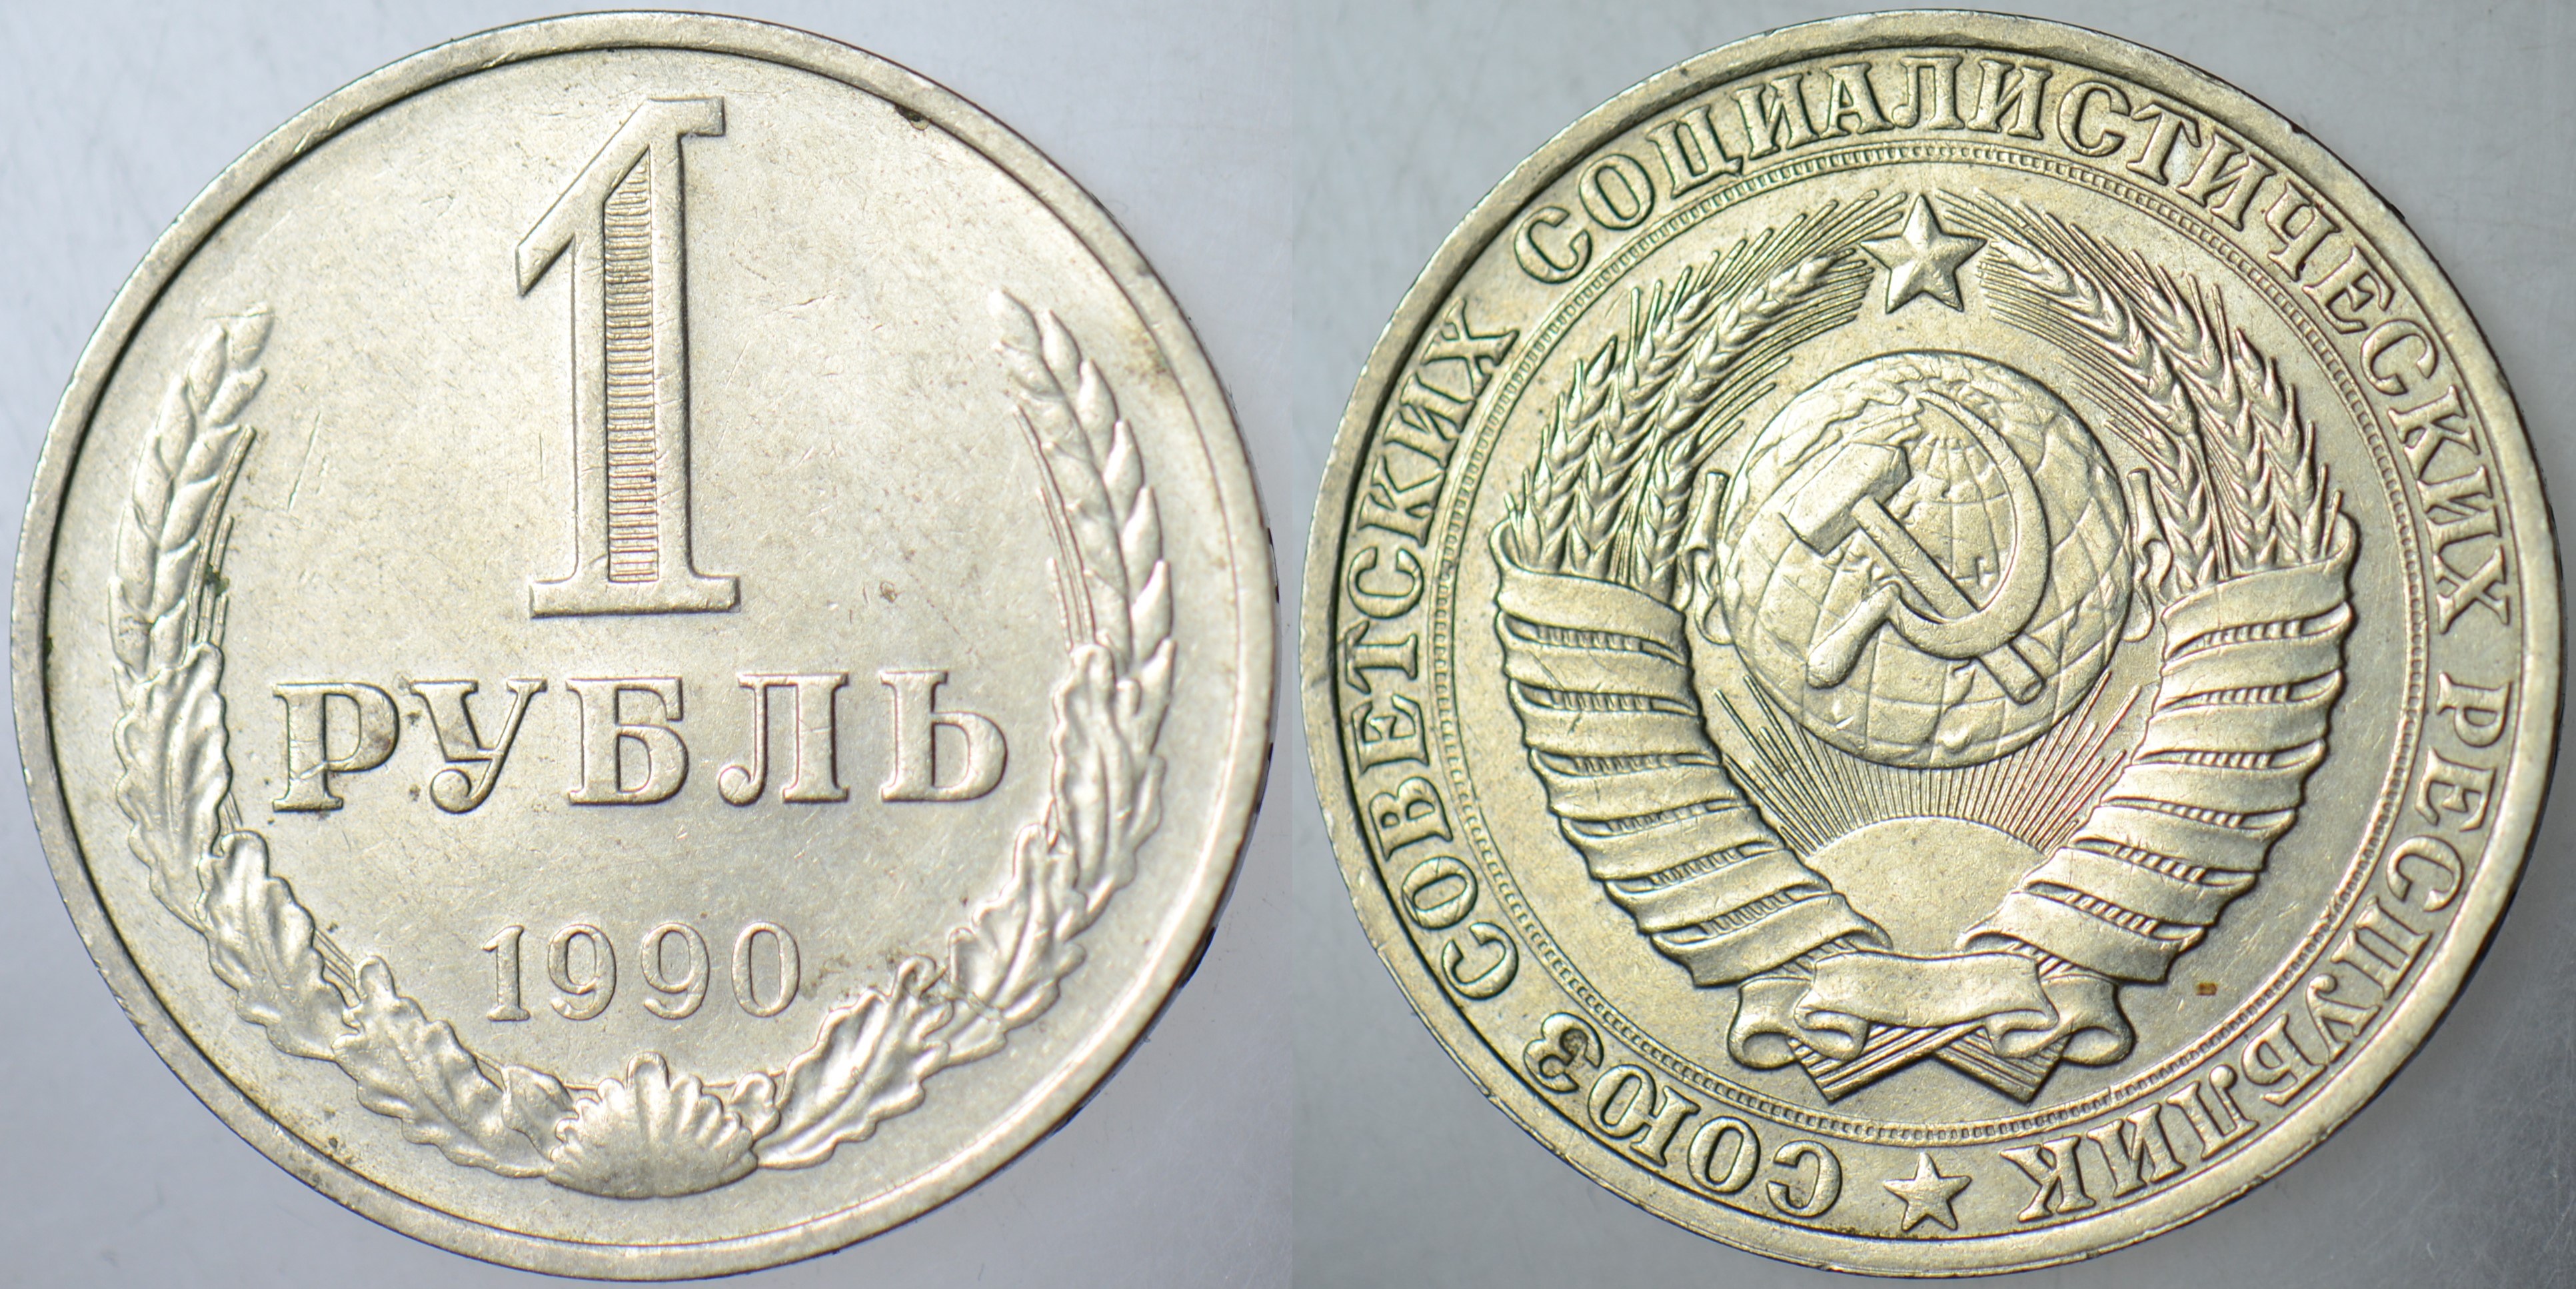 1
РУБЛЬ
1990
СОЮЗ СОВЕТСКИХ СОЦИАЛИСТИЧЕСКИХ РЕСПУБЛИК